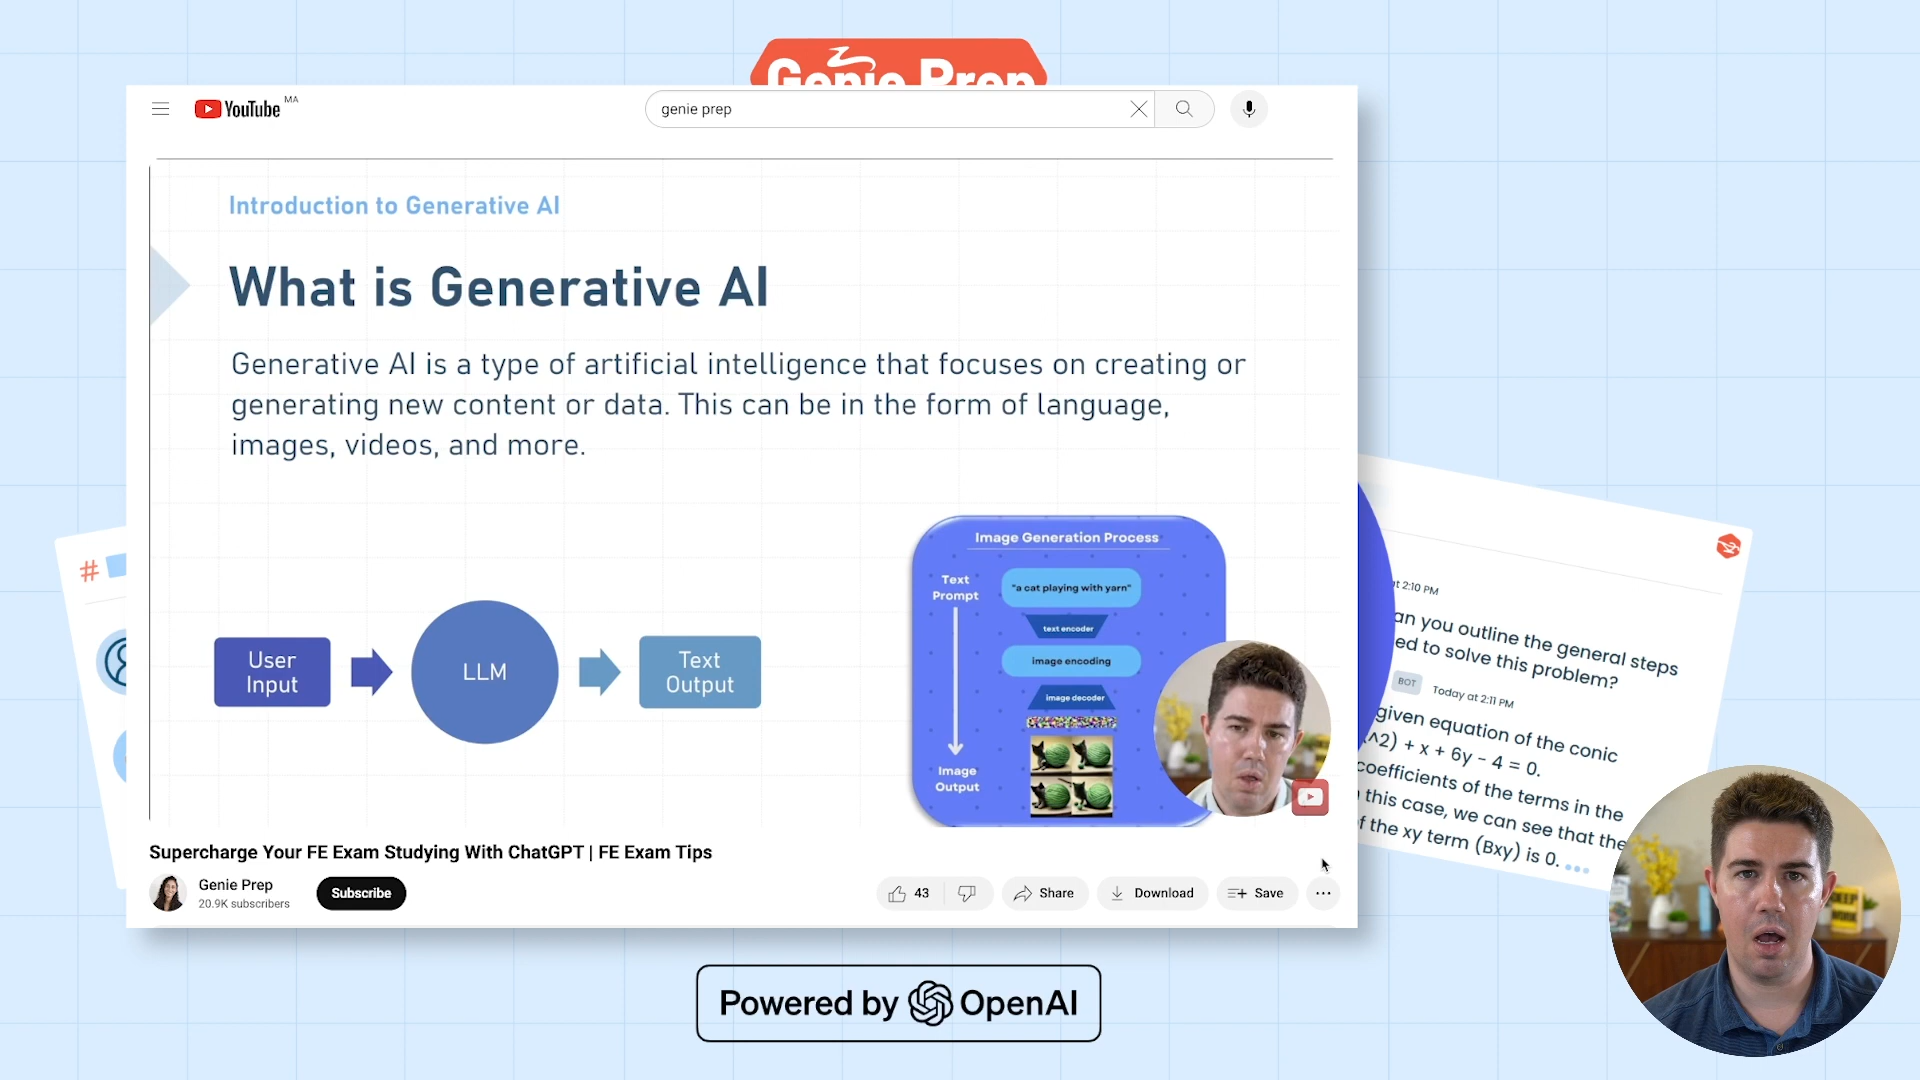 Genie Prep
YouTube MA
genie prep
Introduction to Generative AI
What is Generative AI
Generative AI is a type of artificial intelligence that focuses on creating or
generating new content or data. This can be in the form of language,
images, videos, and more.
User
Input
LLM
Text
Output
Image Generation Process
Text
Prompt
"a cat playing with yarn"
text encoder
image encoding
image decoder
Image
Output
Supercharge Your FE Exam Studying With ChatGPT | FE Exam Tips
Genie Prep
20.9K subscribers
Subscribe
43
Share
Download
Save
#
at 2:10 PM
an you outline the general steps
ed to solve this problem?
BOT
Today at 2:11 PM
given equation of the conic
^2) + x + 6y - 4 = 0.
coefficients of the terms in the
this case, we can see that the
f the xy term (Bxy) is 0.
KEEP
WORK
Powered by OpenAI